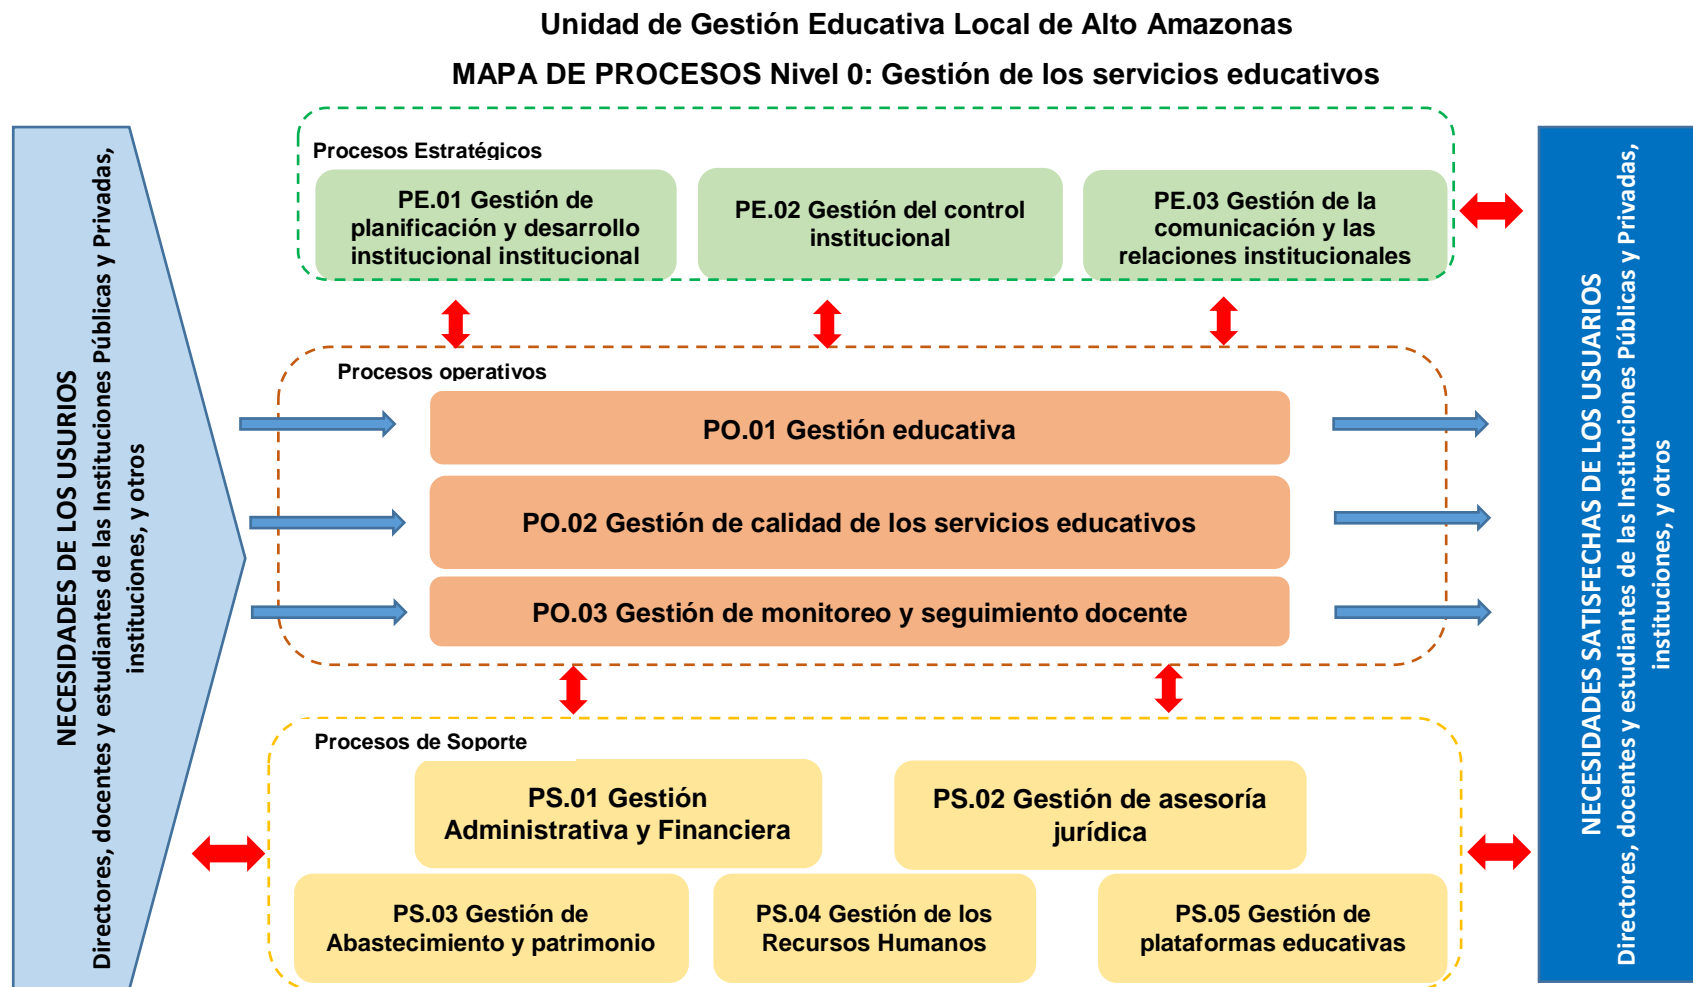 Unidad de Gestión Educativa Local de Alto Amazonas
MAPA DE PROCESOS Nivel 0: Gestión de los servicios educativos
NECESIDADES DE LOS USURIOS
Directores, docentes y estudiantes de las Instituciones Públicas y Privadas,
instituciones, y otros
Procesos Estratégicos
PE.01 Gestión de
planificación y desarrollo
institucional institucional
PE.02 Gestión del control
institucional
PE.03 Gestión de la
comunicación y las
relaciones institucionales
Procesos operativos
PO.01 Gestión educativa
PO.02 Gestión de calidad de los servicios educativos
PO.03 Gestión de monitoreo y seguimiento docente
Procesos de Soporte
PS.01 Gestión
Administrativa y Financiera
PS.02 Gestión de asesoría
jurídica
PS.03 Gestión de
Abastecimiento y patrimonio
PS.04 Gestión de los
Recursos Humanos
PS.05 Gestión de
plataformas educativas
NECESIDADES SATISFECHAS DE LOS USUARIOS
Directores, docentes y estudiantes de las Instituciones Públicas y Privadas,
instituciones, y otros